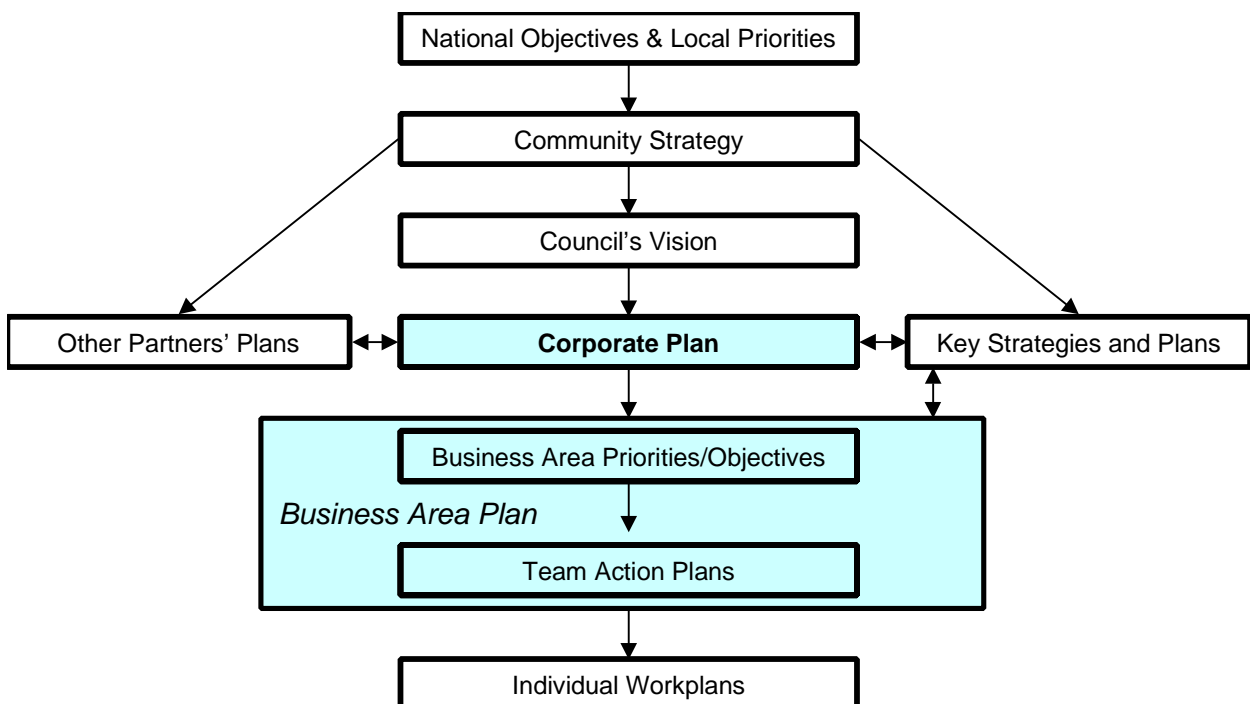 National Objectives & Local Priorities
Community Strategy
Council’s Vision
Other Partners’ Plans
Corporate Plan
Key Strategies and Plans
Business Area Priorities/Objectives
Business Area Plan
Team Action Plans
Individual Workplans